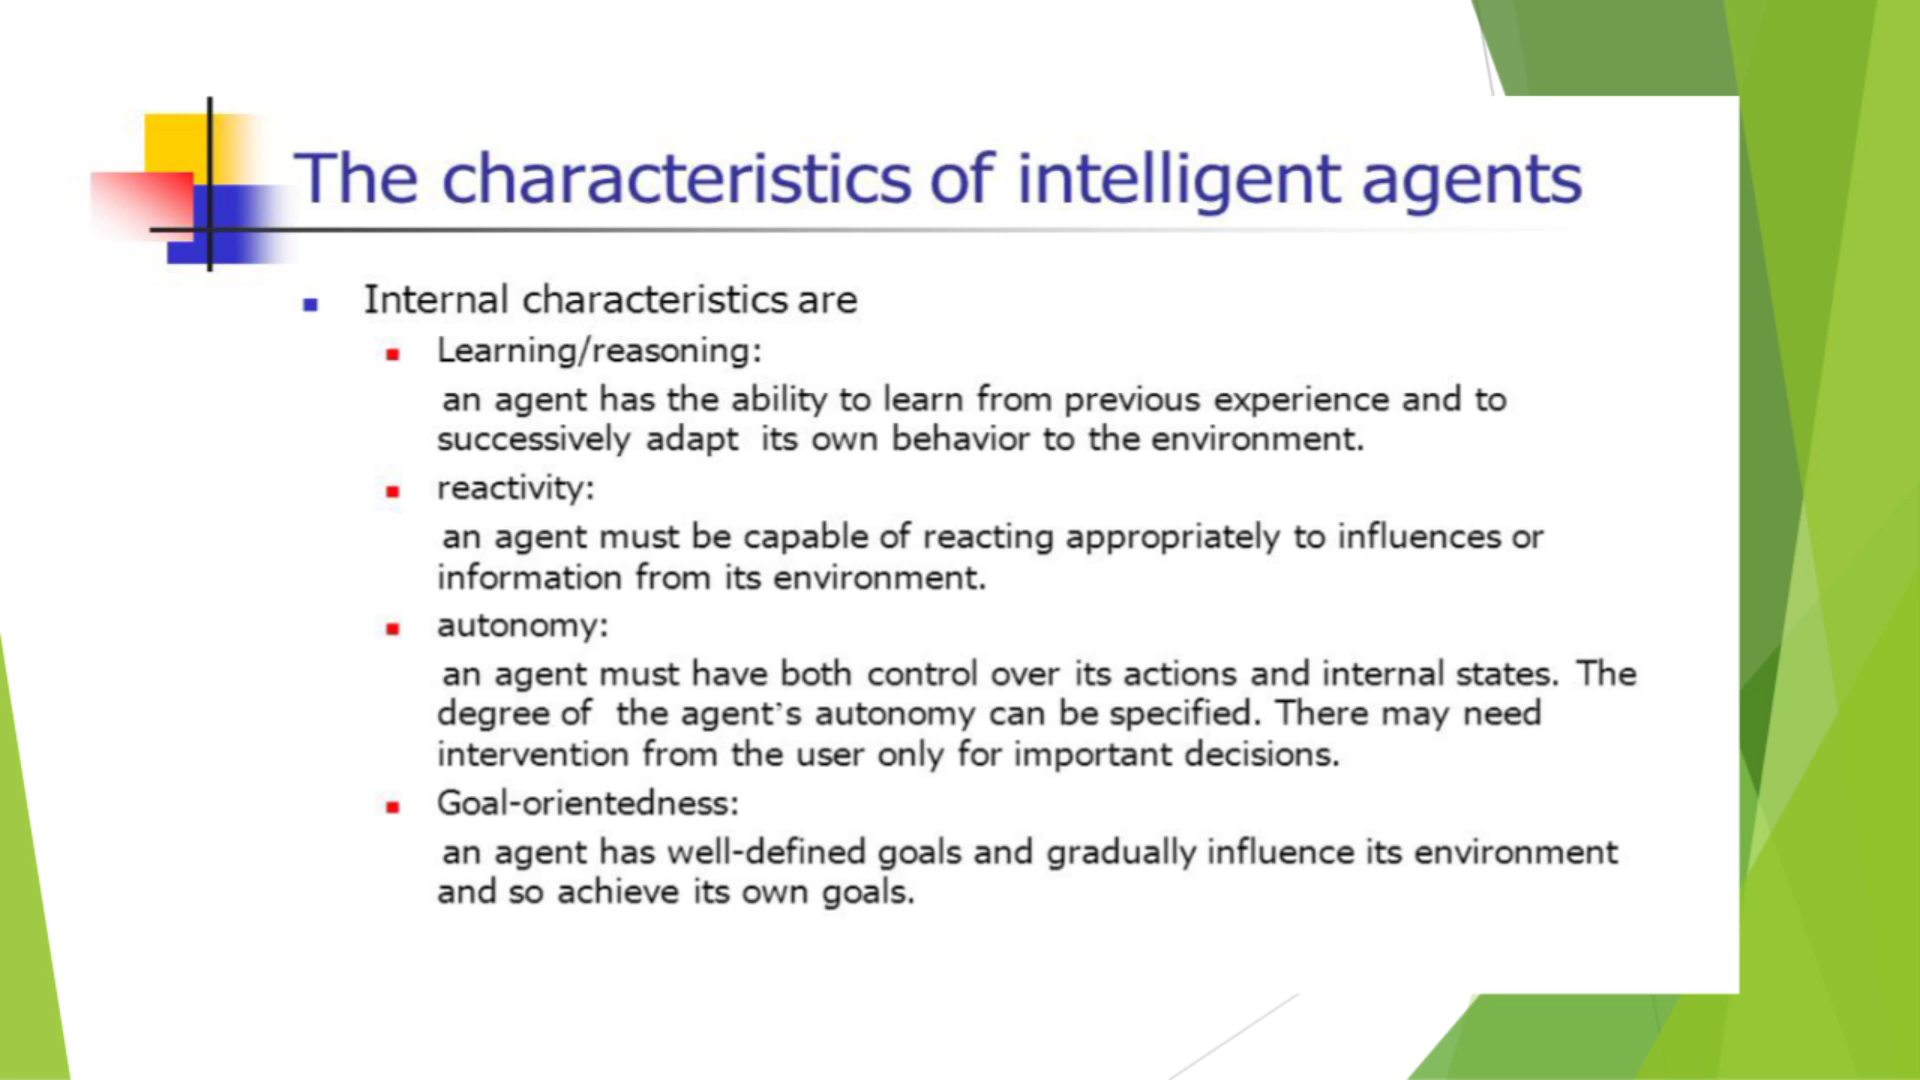 The characteristics of intelligent agents
Internal characteristics are
Learning/reasoning:
an agent has the ability to learn from previous experience and to
successively adapt its own behavior to the environment.
reactivity:
an agent must be capable of reacting appropriately to influences or
information from its environment.
autonomy:
an agent must have both control over its actions and internal states. The
degree of the agent's autonomy can be specified. There may need
intervention from the user only for important decisions.
Goal-orientedness:
an agent has well-defined goals and gradually influence its environment
and so achieve its own goals.